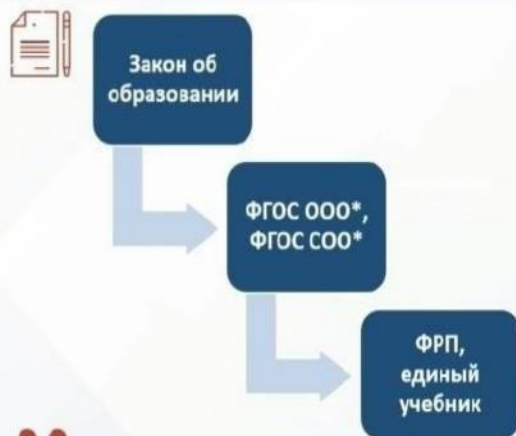 Закон об
образовании
ФГОС ООО*,
ФГОС СОО*
ФРП,
единый
учебник